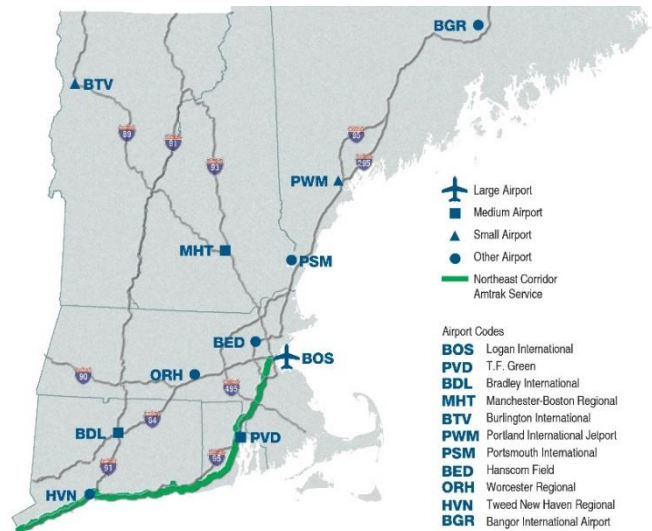 BGR
BTV
89
91
93
95
295
PWM
Large Airport
Medium Airport
Small Airport
Other Airport
Northeast Corridor
Amtrak Service
MHT
PSM
BED
BOS
90
ORH
495
BDL
84
PVD
91
95
HVN
Airport Codes
BOS Logan International
PVD T.F. Green
BDL Bradley International
MHT Manchester-Boston Regional
BTV Burlington International
PWM Portland International Jetport
PSM Portsmouth International
BED Hanscom Field
ORH Worcester Regional
HVN Tweed New Haven Regional
BGR Bangor International Airport